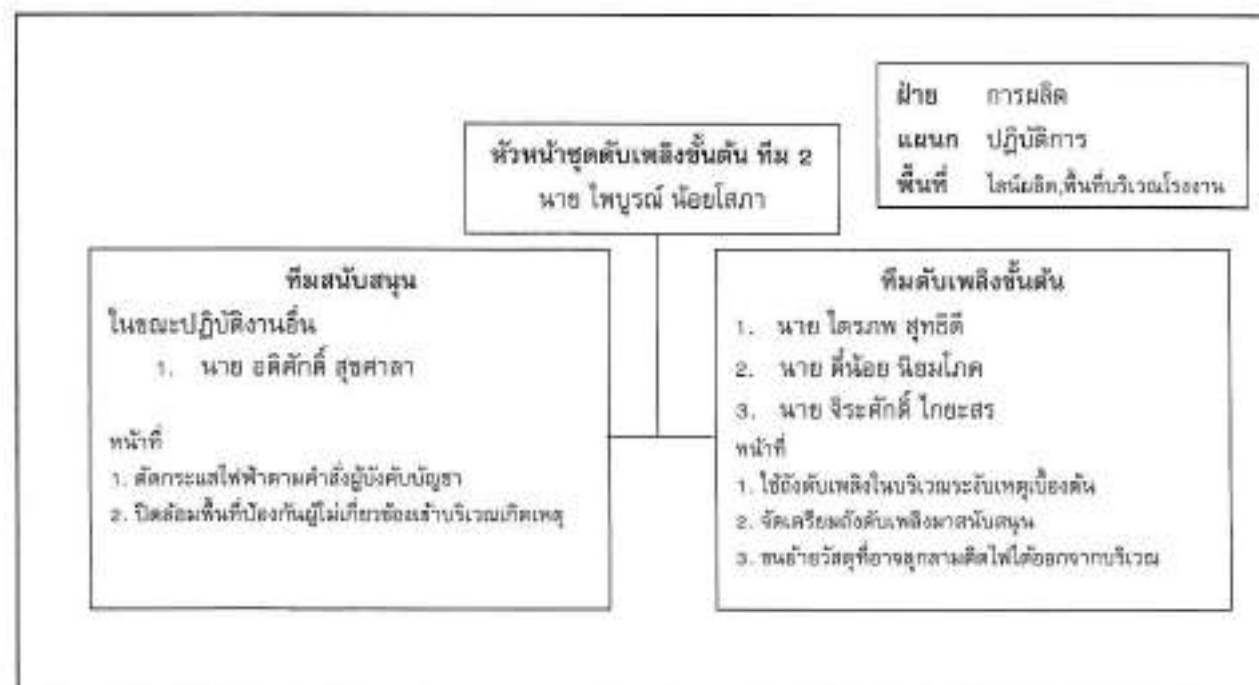 ฝ่าย การผลิต
แผนก ปฏิบัติการ
พื้นที่ ไลน์ผลิต,พื้นที่บริเวณโรงงาน
หัวหน้าชุดดับเพลิงขั้นต้น ทีม 2
นาย ไพบูรณ์ น้อยโสภา
ทีมสนับสนุน
ในขณะปฏิบัติงานอื่น
1. นาย อดิศักดิ์ สุขศาลา
หน้าที่
1. ตัดกระแสไฟฟ้าตามคำสั่งผู้บังคับบัญชา
2. ปิดล้อมพื้นที่ป้องกันผู้ไม่เกี่ยวข้องเข้าบริเวณเกิดเหตุ
ทีมดับเพลิงขั้นต้น
1. นาย ไตรภพ สุทธิดี
2. นาย ตี๋น้อย นิยมโภค
3. นาย จิระศักดิ์ ไกยะสร
หน้าที่
1. ใช้ถังดับเพลิงในบริเวณระงับเหตุเบื้องต้น
2. จัดเตรียมถังดับเพลิงมาสนับสนุน
3. ขนย้ายวัสดุที่อาจลุกลามติดไฟได้ออกจากบริเวณ